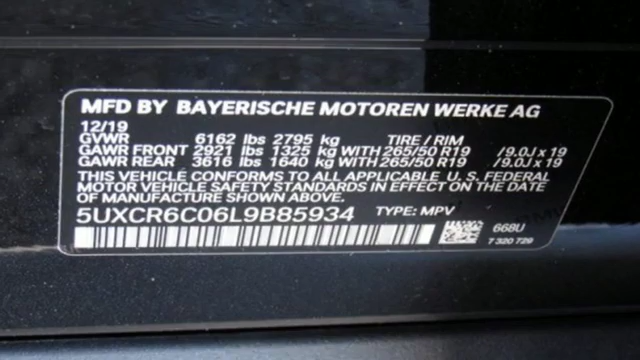 MFD BY BAYERISCHE MOTOREN WERKE AG
12/19
GVWR 6162 lbs 2795 kg TIRE / RIM
GAWR FRONT 2921 lbs 1325 kg WITH 265/50 R19 /9.0J x 19
GAWR REAR 3616 lbs 1640 kg WITH 265/50 R19 /9.0J x 19
THIS VEHICLE CONFORMS TO ALL APPLICABLE U.S. FEDERAL
MOTOR VEHICLE SAFETY STANDARDS IN EFFECT ON THE
DATE OF MANUFACTURE SHOWN ABOVE.
5UXCR6C06L9B85934 TYPE: MPV
668U
7 320 729